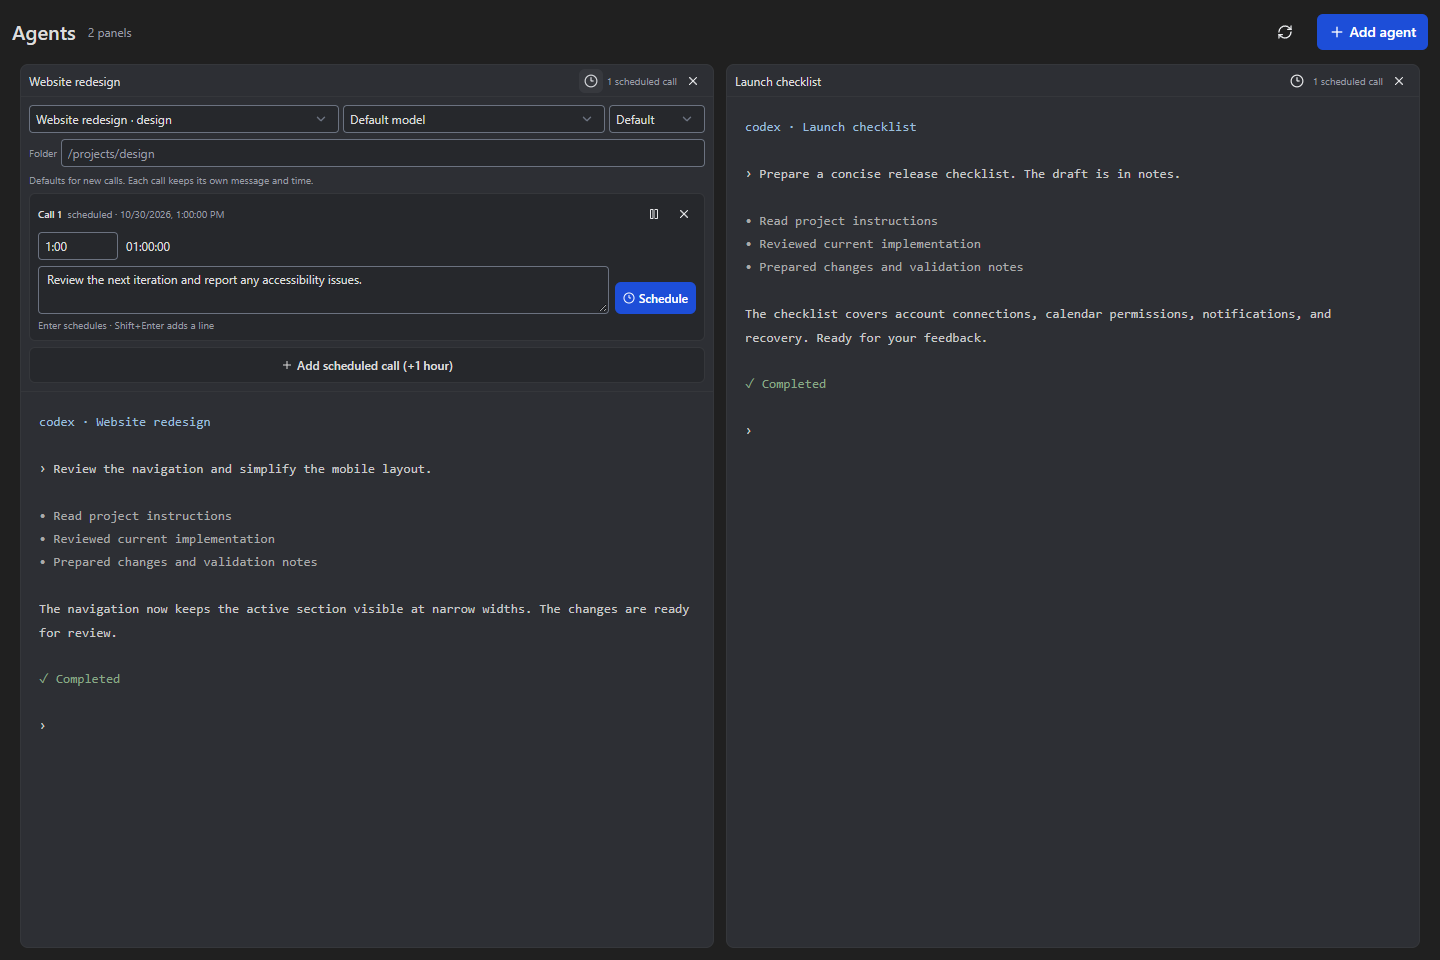 Agents 2 panels
+ Add agent
Website redesign
1 scheduled call
Website redesign · design
Default model
Default
Folder /projects/design
Defaults for new calls. Each call keeps its own message and time.
Call 1 scheduled · 10/30/2026, 1:00:00 PM
1:00 01:00:00
Review the next iteration and report any accessibility issues.
Schedule
Enter schedules · Shift+Enter adds a line
+ Add scheduled call (+1 hour)
codex · Website redesign
› Review the navigation and simplify the mobile layout.
• Read project instructions
• Reviewed current implementation
• Prepared changes and validation notes
The navigation now keeps the active section visible at narrow widths. The changes are ready
for review.
✓ Completed
›
Launch checklist
1 scheduled call
codex · Launch checklist
› Prepare a concise release checklist. The draft is in notes.
• Read project instructions
• Reviewed current implementation
• Prepared changes and validation notes
The checklist covers account connections, calendar permissions, notifications, and
recovery. Ready for your feedback.
✓ Completed
›